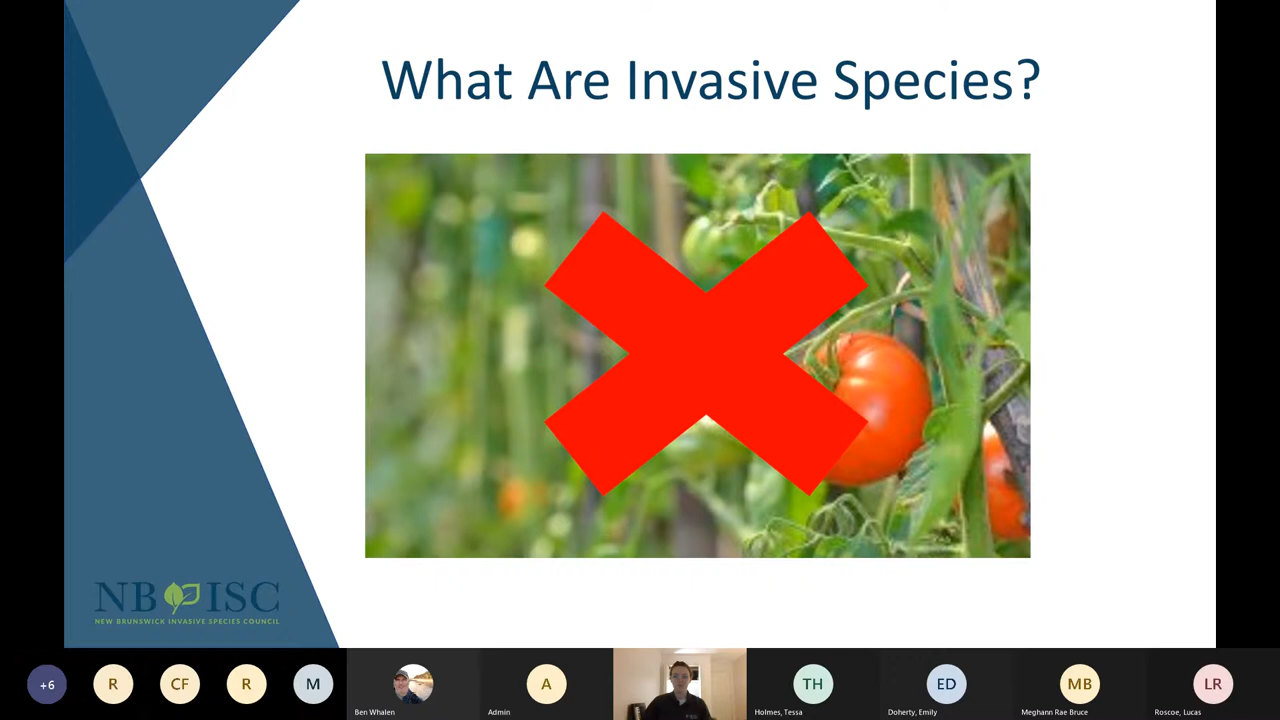 What Are Invasive Species?
NB ISC
NEW BRUNSWICK INVASIVE SPECIES COUNCIL
+6
R
CF
R
M
Ben Whalen
A
Admin
TH
Holmes, Tessa
ED
Doherty, Emily
MB
Meghann Rae Bruce
LR
Roscoe, Lucas